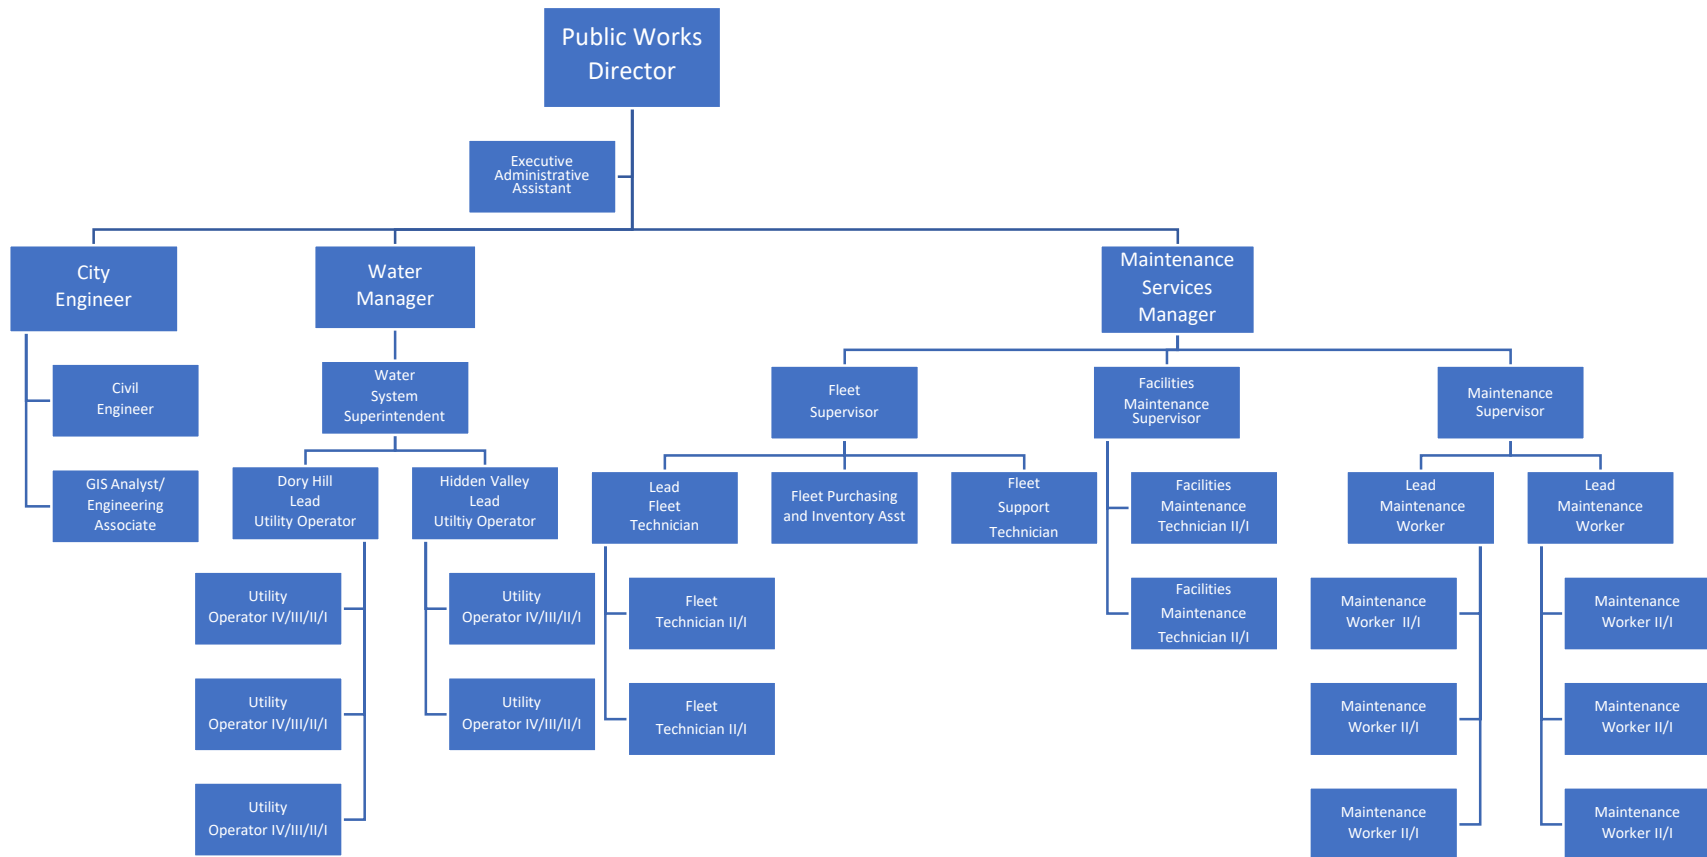 Public Works
Director
Executive
Administrative
Assistant
City
Engineer
Water
Manager
Maintenance
Services
Manager
Civil
Engineer
GIS Analyst/
Engineering
Associate
Water
System
Superintendent
Dory Hill
Lead
Utility Operator
Hidden Valley
Lead
Utiltiy Operator
Utility
Operator IV/III/II/I
Utility
Operator IV/III/II/I
Utility
Operator IV/III/II/I
Utility
Operator IV/III/II/I
Utility
Operator IV/III/II/I
Fleet
Supervisor
Lead
Fleet
Technician
Fleet Purchasing
and Inventory Asst
Fleet
Support
Technician
Fleet
Technician II/I
Fleet
Technician II/I
Facilities
Maintenance
Supervisor
Facilities
Maintenance
Technician II/I
Facilities
Maintenance
Technician II/I
Maintenance
Supervisor
Lead
Maintenance
Worker
Lead
Maintenance
Worker
Maintenance
Worker  II/I
Maintenance
Worker II/I
Maintenance
Worker II/I
Maintenance
Worker II/I
Maintenance
Worker II/I
Maintenance
Worker II/I